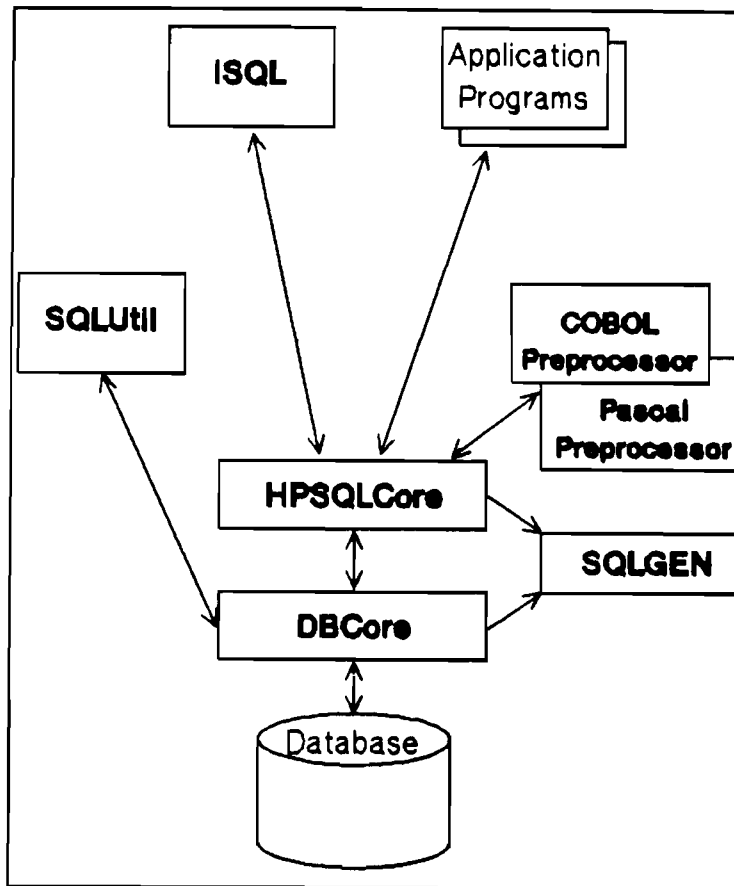 ISQL
Application
Programs
SQLUtil
COBOL
Preprocessor
Pascal
Preprocessor
HPSQLCore
SQLGEN
DBCore
Database